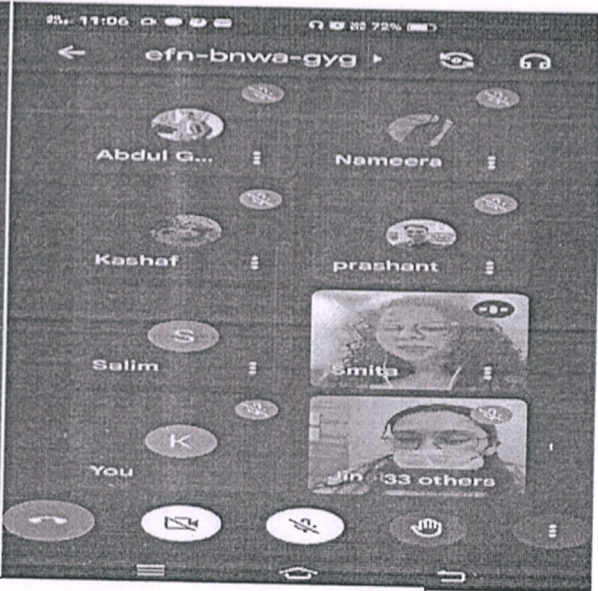 11:06 72%
efn-bnwa-gyg
Abdul G... Nameera
Kashaf prashant
S
Salim Smita
K
You 33 others